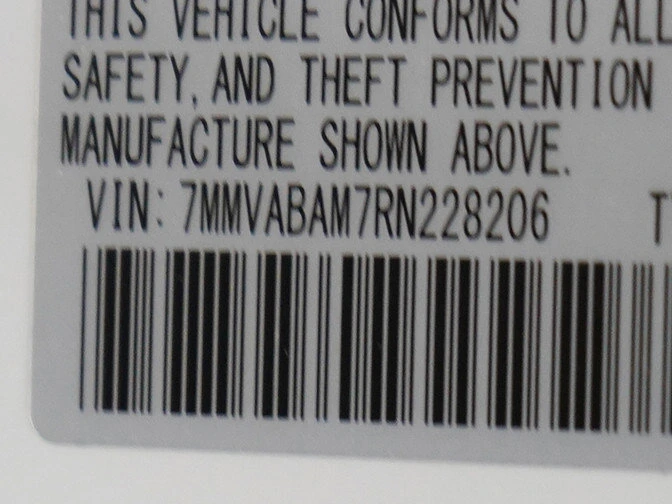 THIS VEHICLE CONFORMS TO ALL
SAFETY, AND THEFT PREVENTION
MANUFACTURE SHOWN ABOVE.
VIN: 7MMVABAM7RN228206 T